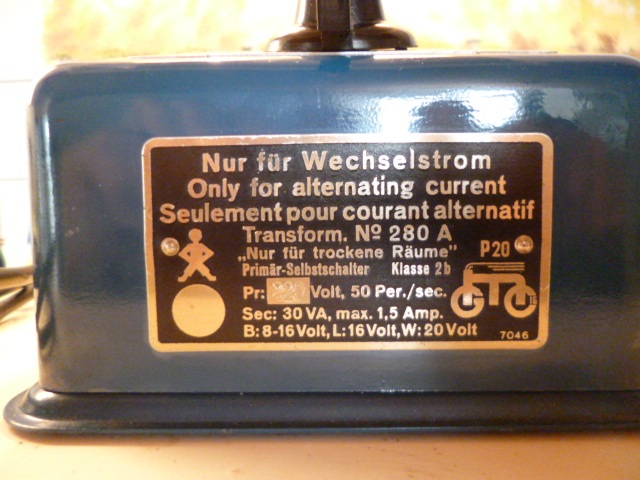 Nur für Wechselstrom
Only for alternating current
Seulement pour courant alternatif
Transform. Nº 280 A
„Nur für trockene Räume"
P20
Primär-Selbstschalter Klasse 2b
Pr: 220 Volt, 50 Per./sec.
Sec: 30 VA, max. 1,5 Amp.
B: 8-16 Volt, L: 16 Volt, W: 20 Volt
7046